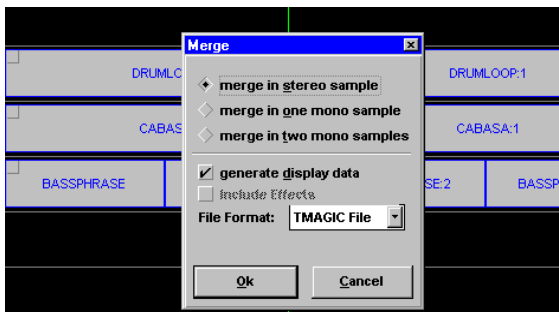 Merge
DRUMLC
DRUMLOOP:1
merge in stereo sample
merge in one mono sample
CABAS
CABASA:1
merge in two mono samples
generate display data
BASSPHRASE
SE:2
BASSP
Include Effects
File Format: TMAGIC File
Ok
Cancel